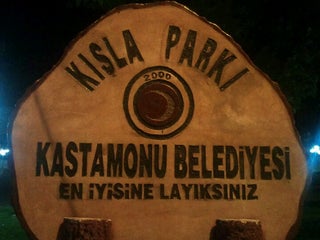 KIŞLA PARKI
2000
KASTAMONU BELEDİYESİ
EN İYİSİNE LAYIKSINIZ